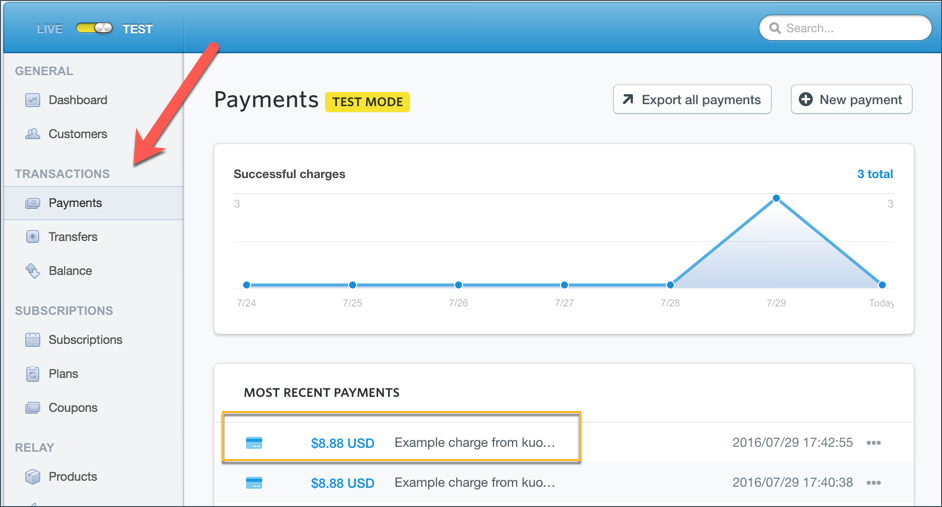 LIVE TEST
Search...
GENERAL
Dashboard
Customers
TRANSACTIONS
Payments
Transfers
Balance
SUBSCRIPTIONS
Subscriptions
Plans
Coupons
RELAY
Products
Payments TEST MODE
Export all payments
New payment
Successful charges
3 total
3
3
7/24 7/25 7/26 7/27 7/28 7/29 Today
MOST RECENT PAYMENTS
$8.88 USD Example charge from kuo… 2016/07/29 17:42:55
$8.88 USD Example charge from kuo… 2016/07/29 17:40:38